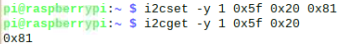 pi@raspberrypi:~ $ i2cset -y 1 0x5f 0x20 0x81
pi@raspberrypi:~ $ i2cget -y 1 0x5f 0x20
0x81